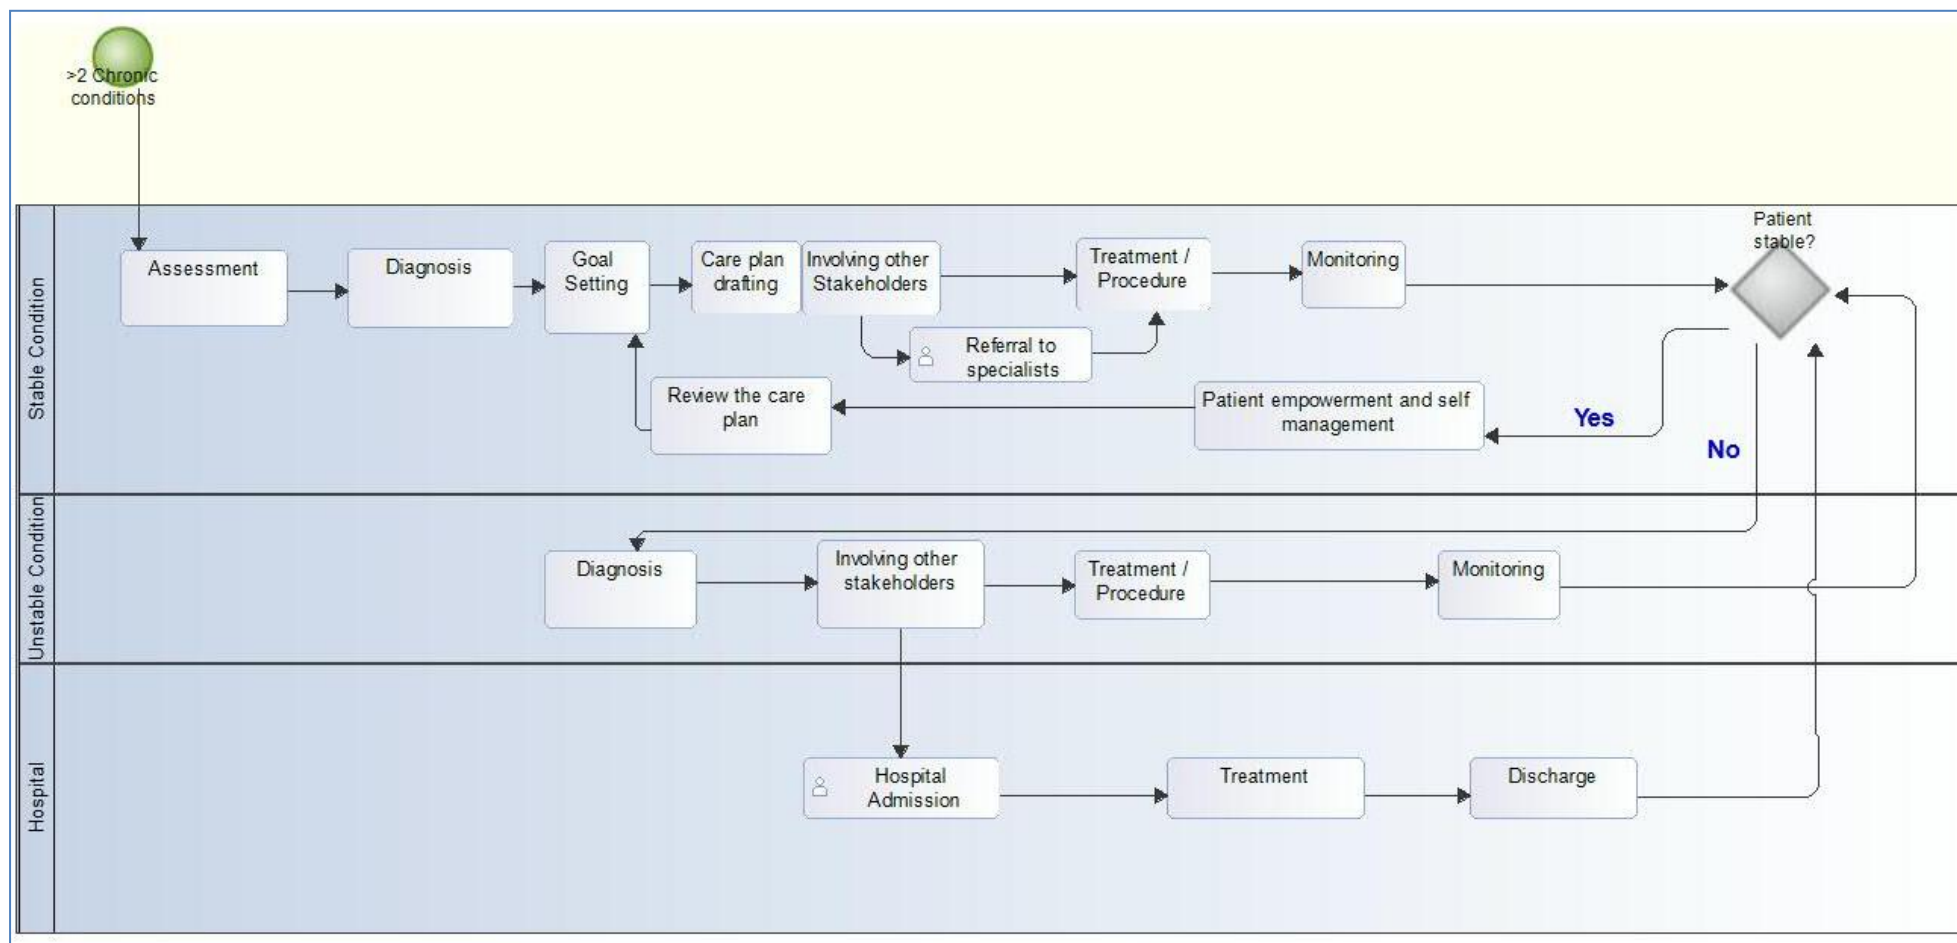 >2 Chronic
conditions
Stable Condition
Assessment
Diagnosis
Goal
Setting
Care plan
drafting
Involving other
Stakeholders
Treatment /
Procedure
Monitoring
Patient
stable?
Referral to
specialists
Review the care
plan
Patient empowerment and self
management
Yes
No
Unstable Condition
Diagnosis
Involving other
stakeholders
Treatment /
Procedure
Monitoring
Hospital
Hospital
Admission
Treatment
Discharge